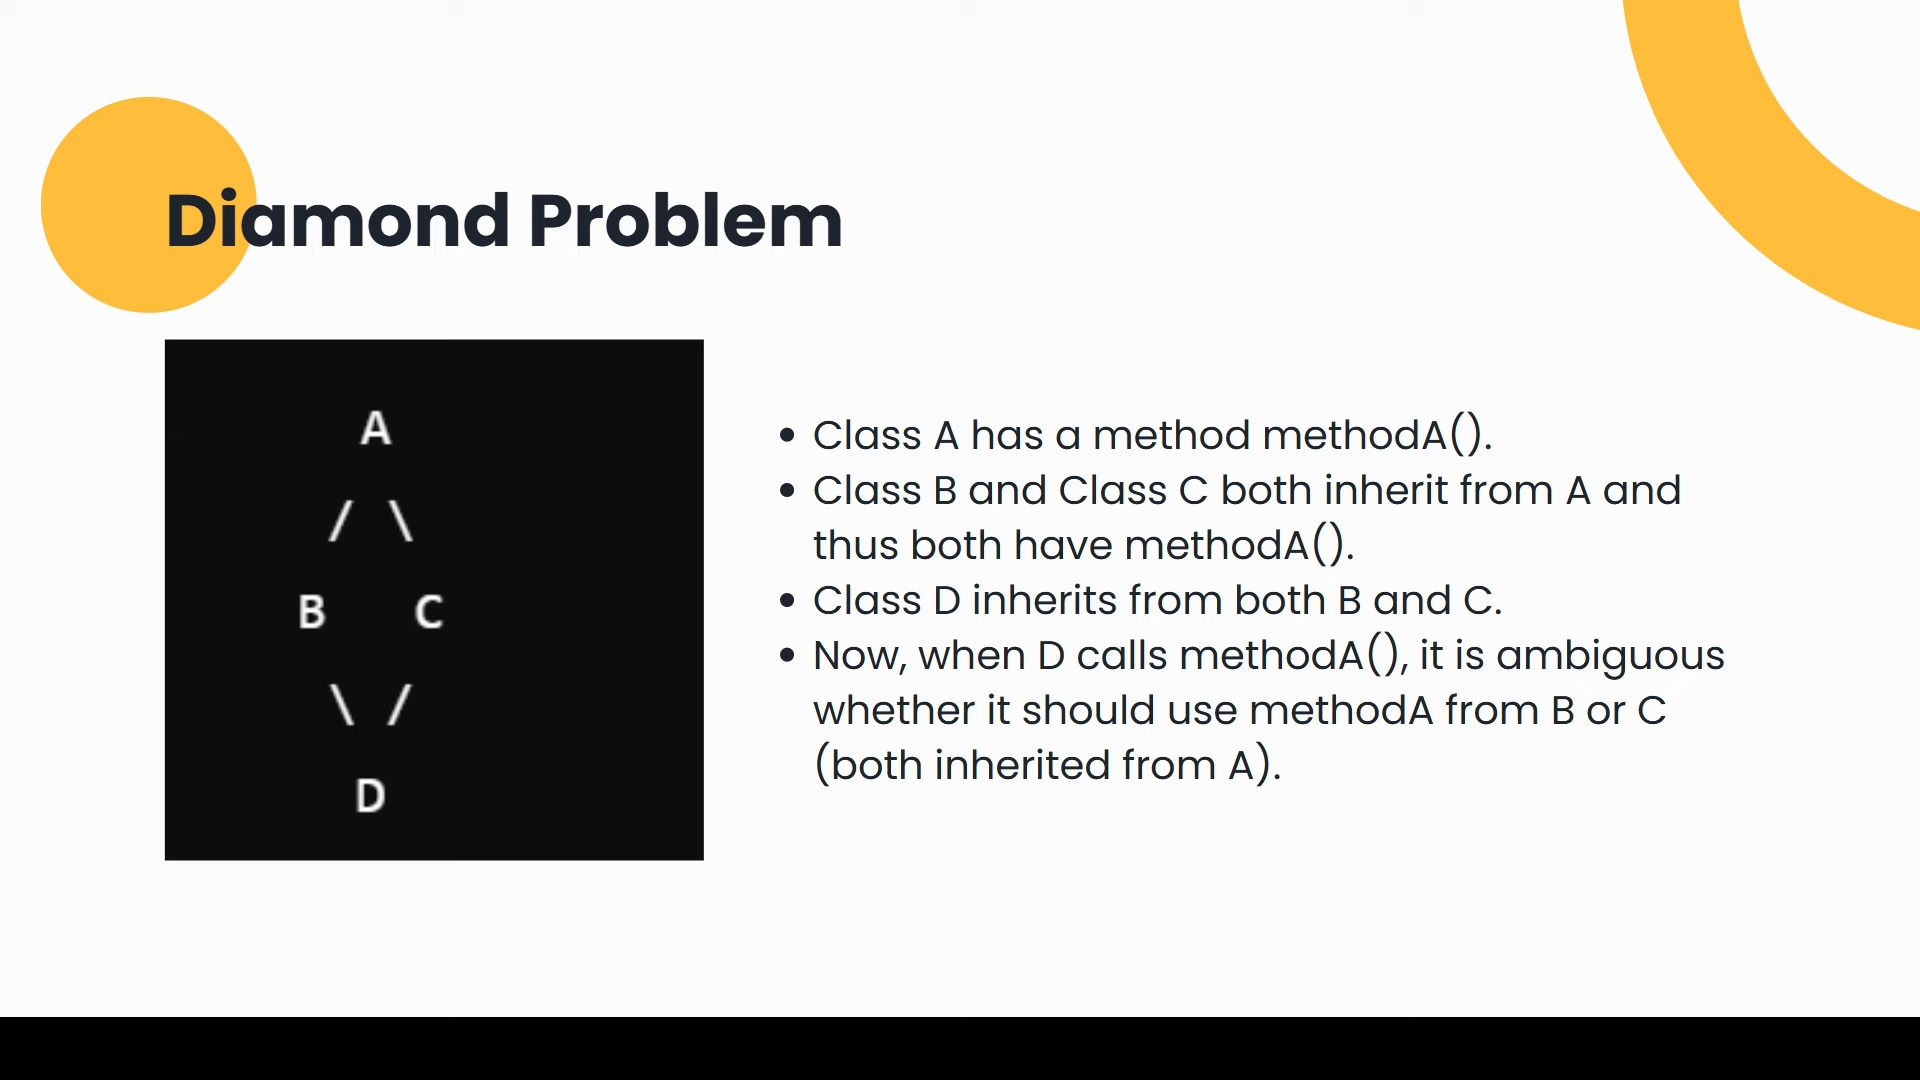 Diamond Problem
A
/ \
B C
\ /
D
• Class A has a method methodA().
• Class B and Class C both inherit from A and
thus both have methodA().
• Class D inherits from both B and C.
• Now, when D calls methodA(), it is ambiguous
whether it should use methodA from B or C
(both inherited from A).